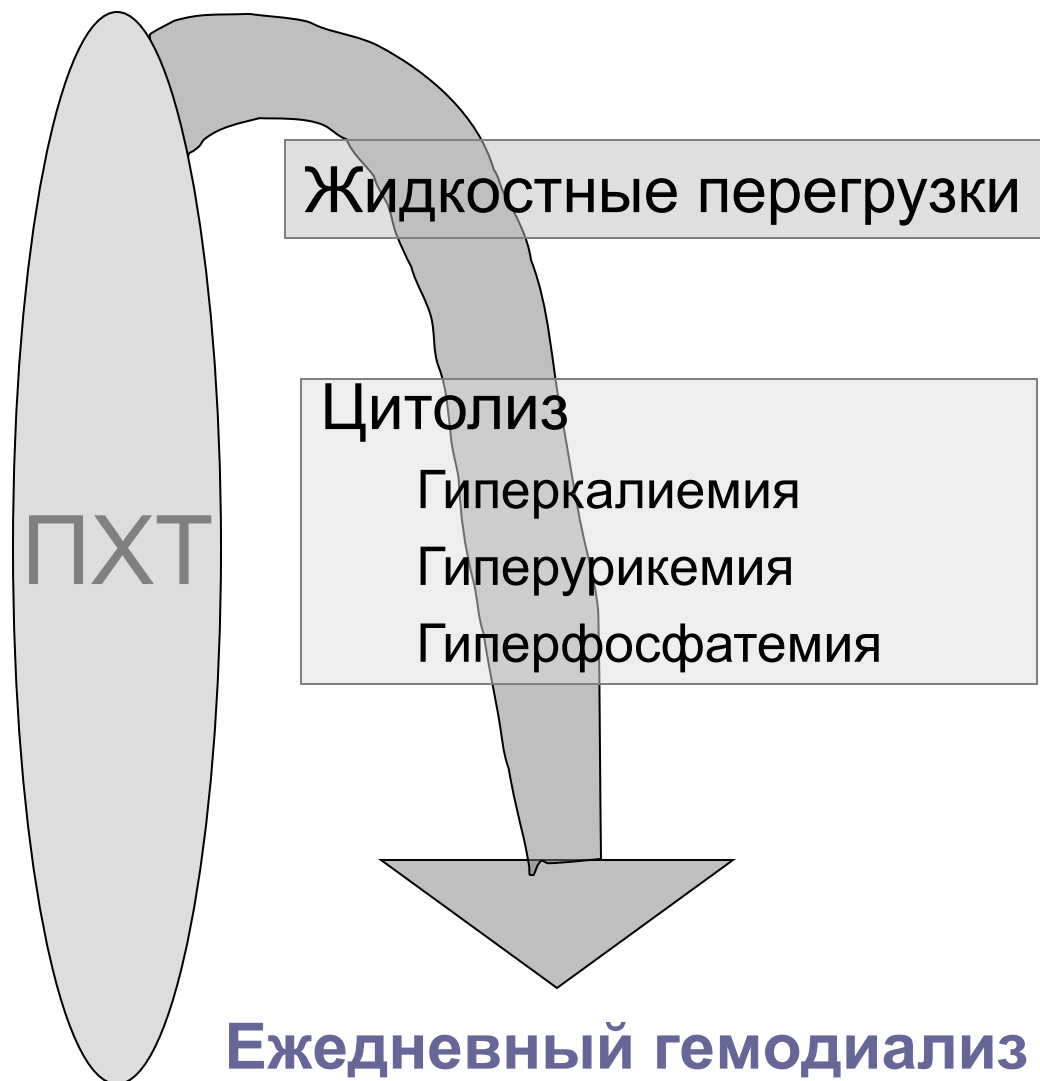 Жидкостные перегрузки
Цитолиз
Гиперкалиемия
Гиперурикемия
Гиперфосфатемия
ПХТ
Ежедневный гемодиализ